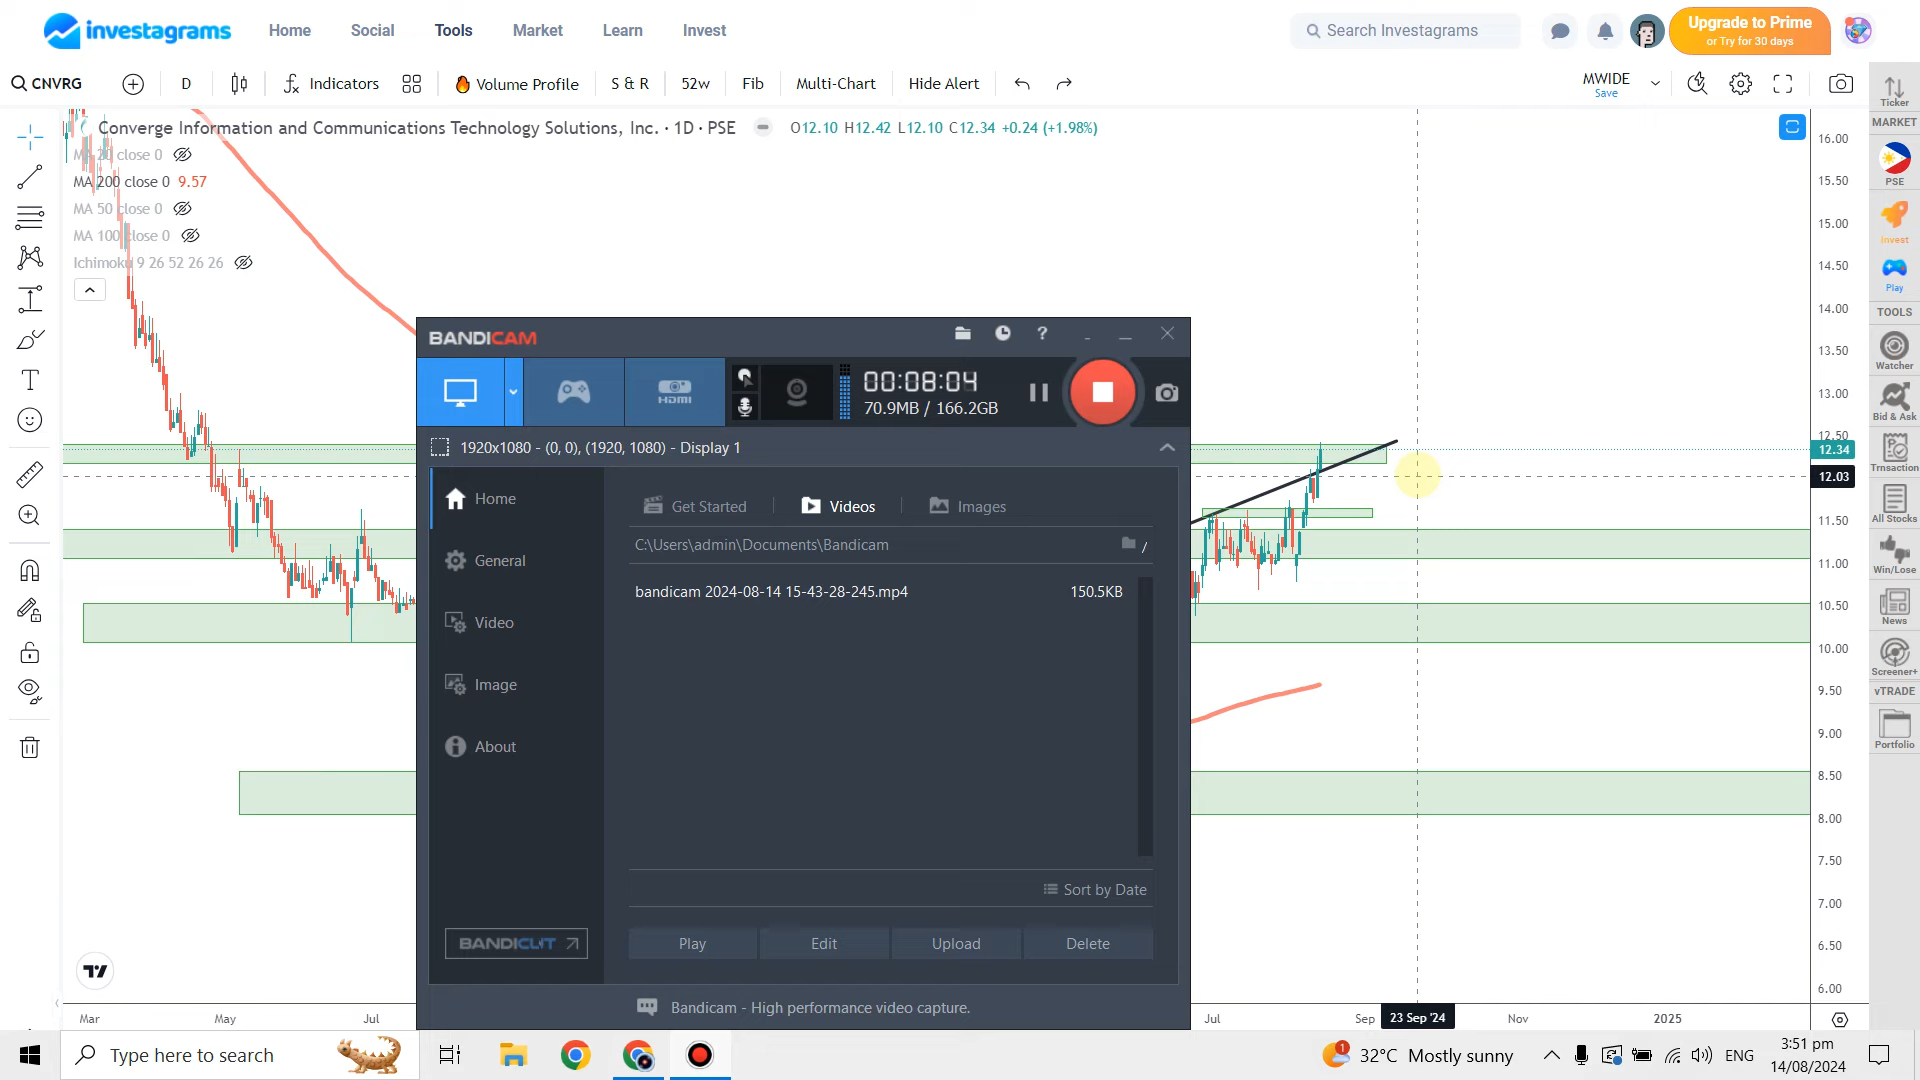 investagrams
Home
Social
Tools
Market
Learn
Invest
Search Investagrams
Upgrade to Prime
or Try for 30 days
CNVRG
D
Indicators
Volume Profile
S & R
52w
Fib
Multi-Chart
Hide Alert
MWIDE
Save
Converge Information and Communications Technology Solutions, Inc. · 1D · PSE
O12.10 H12.42 L12.10 C12.34 +0.24 (+1.98%)
MA 20 close 0
MA 200 close 0 9.57
MA 50 close 0
MA 100 close 0
Ichimoku 9 26 52 26 26
BANDICAM
?
HDMI
00:08:04
70.9MB / 166.2GB
1920x1080 - (0, 0), (1920, 1080) - Display 1
Home
General
Video
Image
About
BANDICUT
Get Started
Videos
Images
C:\Users\admin\Documents\Bandicam
/
bandicam 2024-08-14 15-43-28-245.mp4
150.5KB
Sort by Date
Play
Edit
Upload
Delete
Bandicam - High performance video capture.
16.00
15.50
15.00
14.50
14.00
13.50
13.00
12.50
12.34
12.03
11.50
11.00
10.50
10.00
9.50
9.00
8.50
8.00
7.50
7.00
6.50
6.00
Mar
May
Jul
Jul
Sep
23 Sep '24
Nov
2025
Ticker
MARKET
PSE
Invest
Play
TOOLS
Watcher
Bid & Ask
Trnsaction
All Stocks
Win/Lose
News
Screener+
vTRADE
Portfolio
Type here to search
1
32°C Mostly sunny
ENG
3:51 pm
14/08/2024